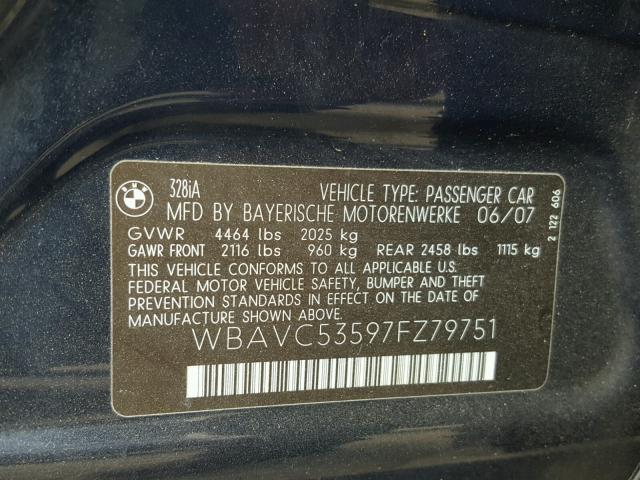 BMW
328iA
VEHICLE TYPE: PASSENGER CAR
MFD BY BAYERISCHE MOTORENWERKE 06/07
GVWR 4464 lbs 2025 kg
GAWR FRONT 2116 lbs 960 kg REAR 2458 lbs 1115 kg
THIS VEHICLE CONFORMS TO ALL APPLICABLE U.S.
FEDERAL MOTOR VEHICLE SAFETY, BUMPER AND THEFT
PREVENTION STANDARDS IN EFFECT ON THE DATE OF
MANUFACTURE SHOWN ABOVE.
WBAVC53597FZ79751
2 122 606